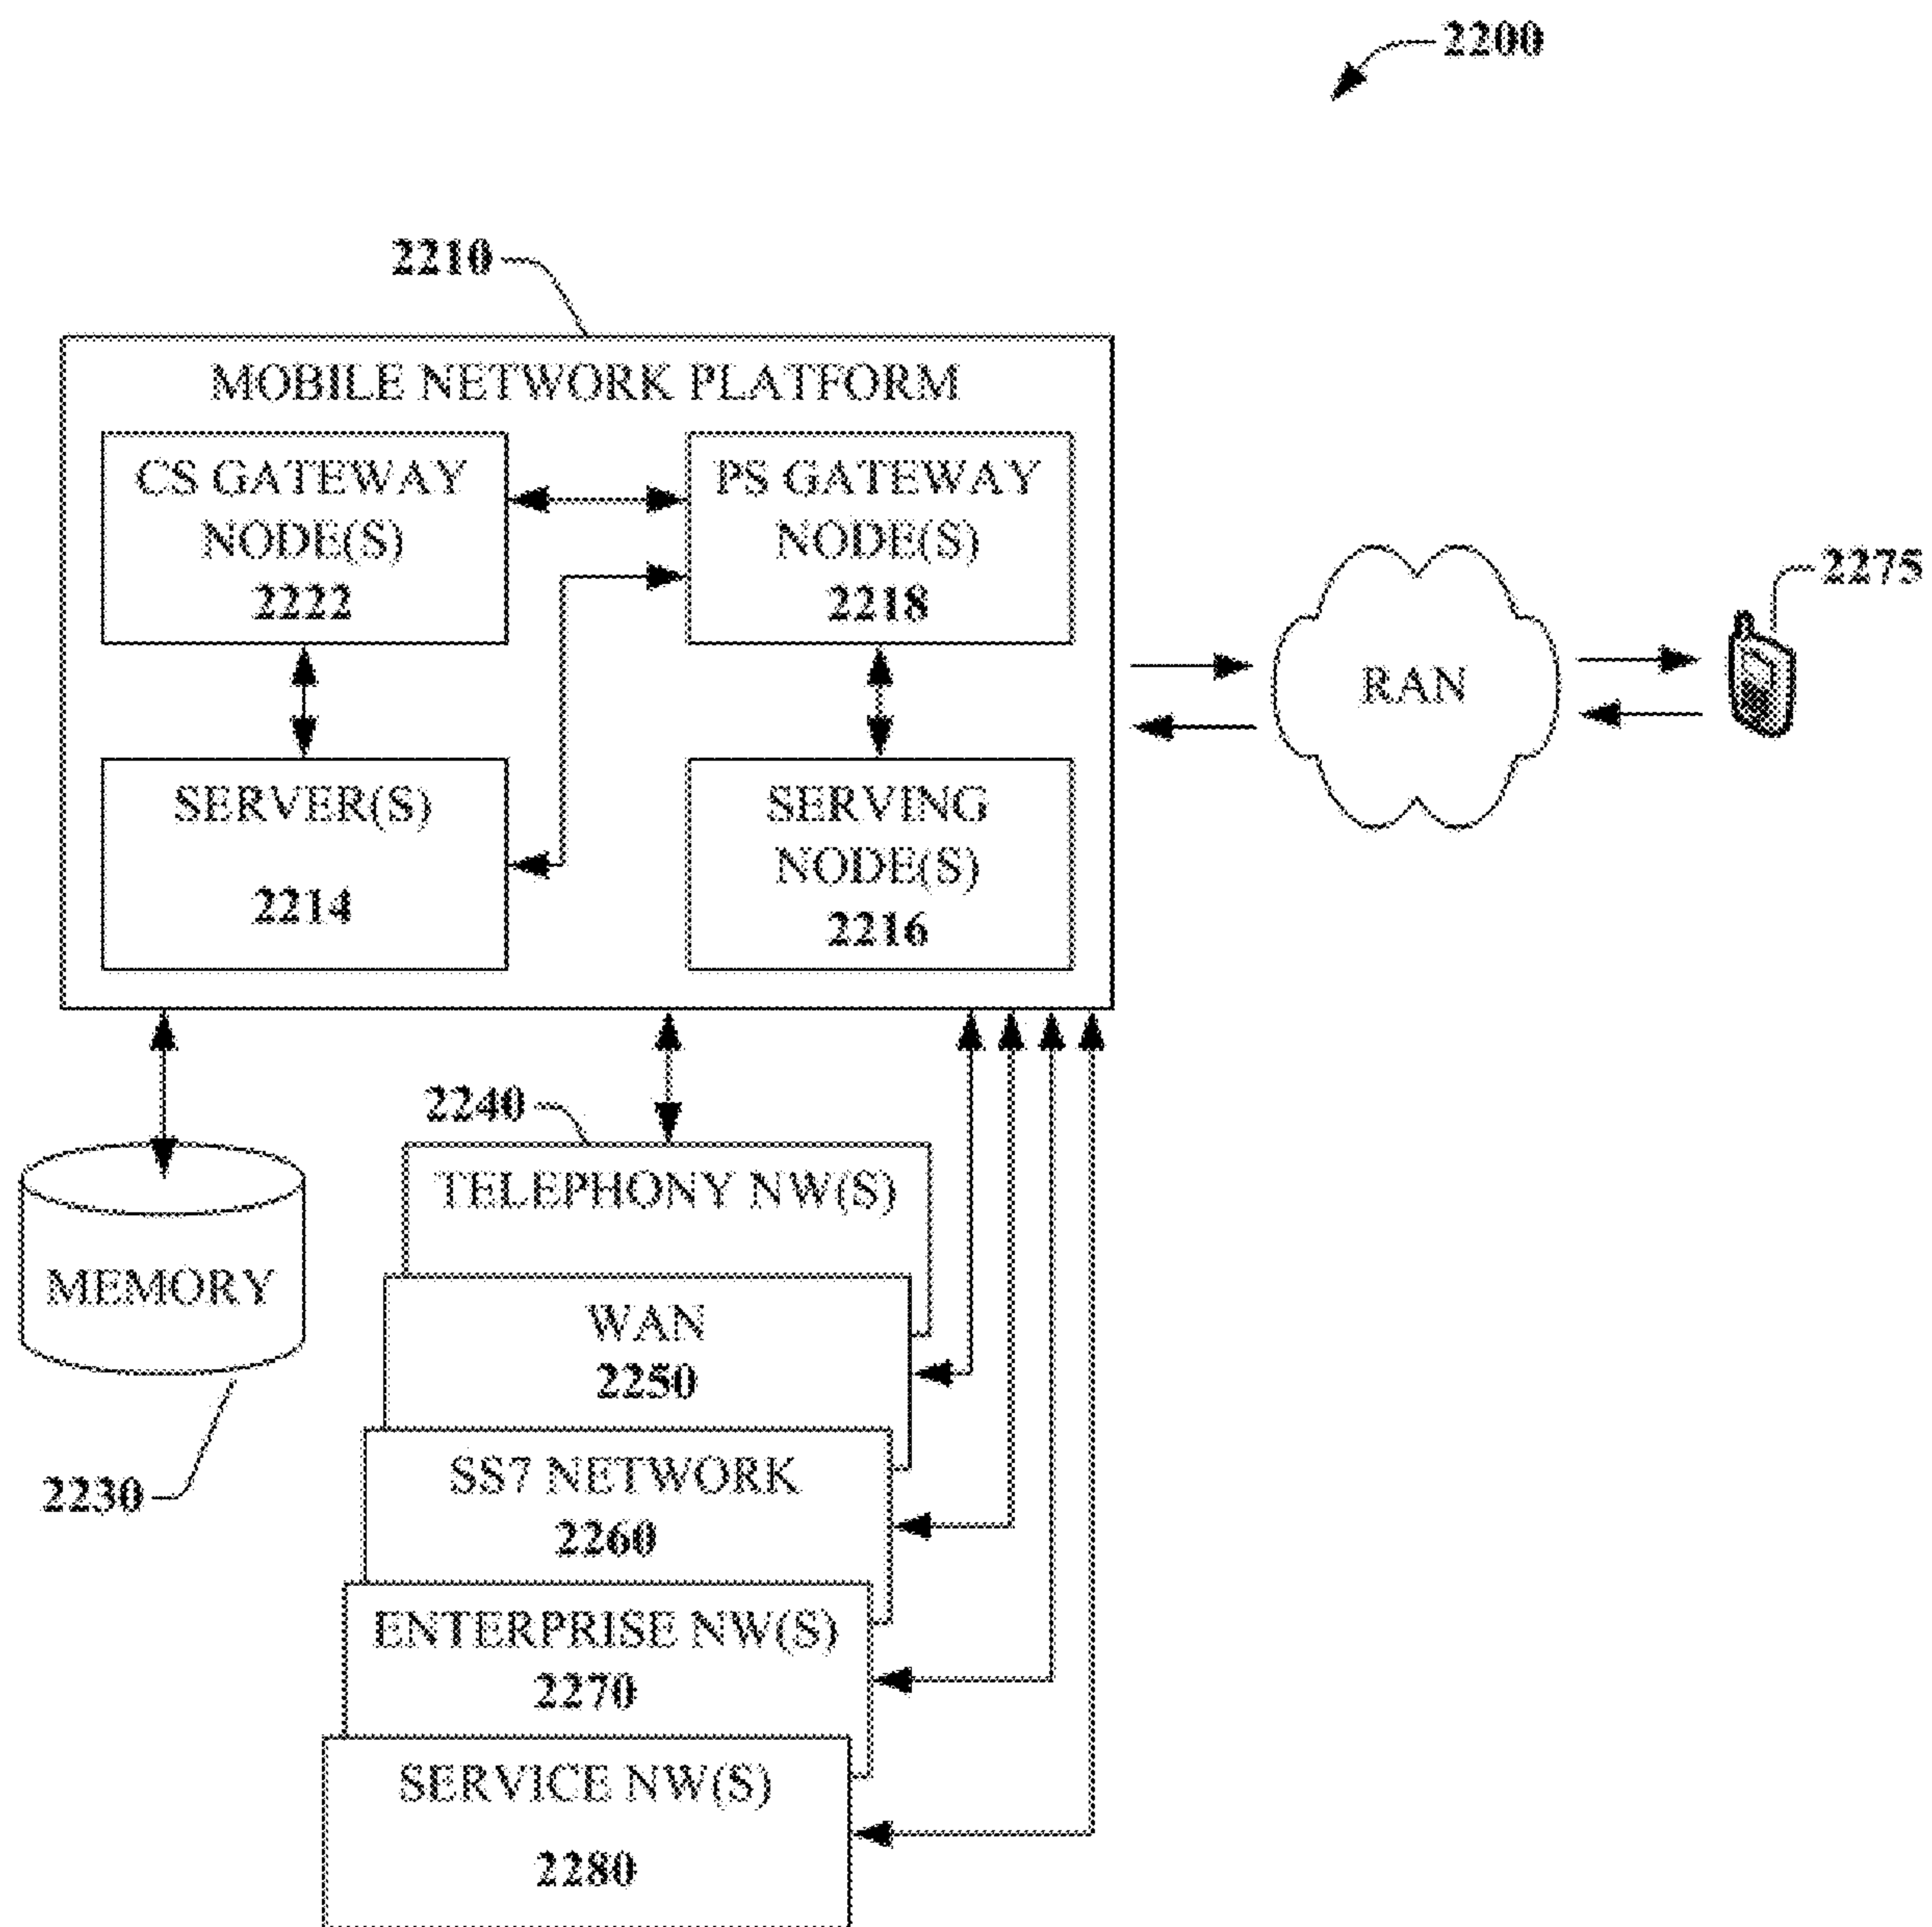 2200
2210
MOBILE NETWORK PLATFORM
CS GATEWAY
NODE(S)
2222
PS GATEWAY
NODE(S)
2218
SERVER(S)
2214
SERVING
NODE(S)
2216
RAN
2275
2240
TELEPHONY NW(S)
MEMORY
2230
WAN
2250
SS7 NETWORK
2260
ENTERPRISE NW(S)
2270
SERVICE NW(S)
2280